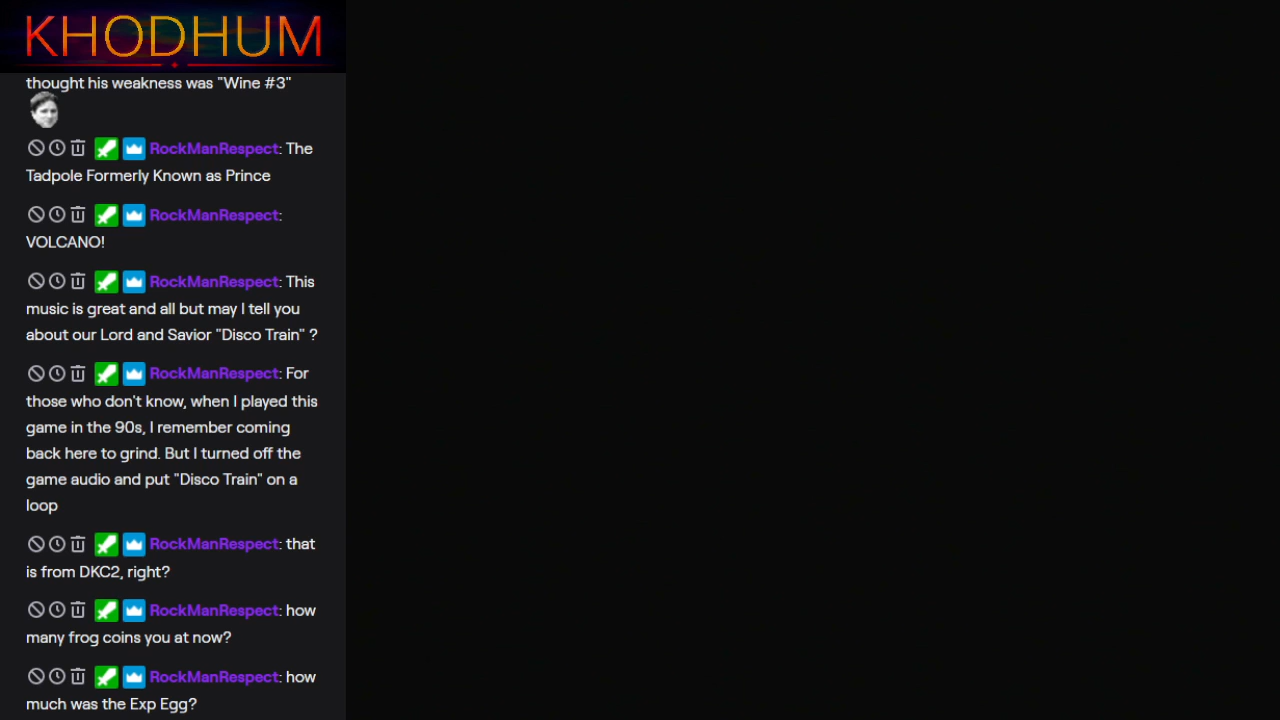 KHODHUM
thought his weakness was "Wine #3"
RockManRespect: The
Tadpole Formerly Known as Prince
RockManRespect:
VOLCANO!
RockManRespect: This
music is great and all but may I tell you
about our Lord and Savior "Disco Train" ?
RockManRespect: For
those who don't know, when I played this
game in the 90s, I remember coming
back here to grind. But I turned off the
game audio and put "Disco Train" on a
loop
RockManRespect: that
is from DKC2, right?
RockManRespect: how
many frog coins you at now?
RockManRespect: how
much was the Exp Egg?